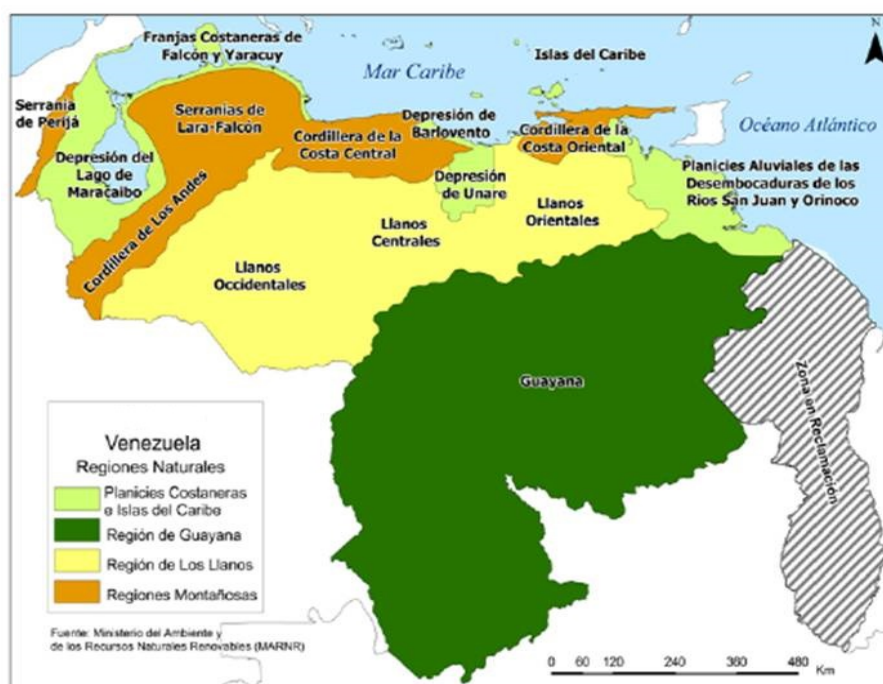 Franjas Costaneras de
Falcón y Yaracuy
Islas del Caribe
N
Mar Caribe
Serranía
de Perijá
Serranías de
Lara-Falcón
Depresión de
Barlovento
Cordillera de la
Costa Central
Cordillera de la
Costa Oriental
Océano Atlántico
Depresión del
Lago de
Maracaibo
Depresión
de Unare
Planicies Aluviales de las
Desembocaduras de los
Rios San Juan y Orinoco
Cordillera de Los Andes
Llanos
Centrales
Llanos
Orientales
Llanos
Occidentales
Guayana
Zona en Reclamación
Venezuela
Regiones Naturales
Planicies Costaneras
e Islas del Caribe
Región de Guayana
Región de Los Llanos
Regiones Montañosas
Fuente: Ministerio del Ambiente y
de los Recursos Naturales Renovables (MARNR)
0 60 120 240 360 480
Km